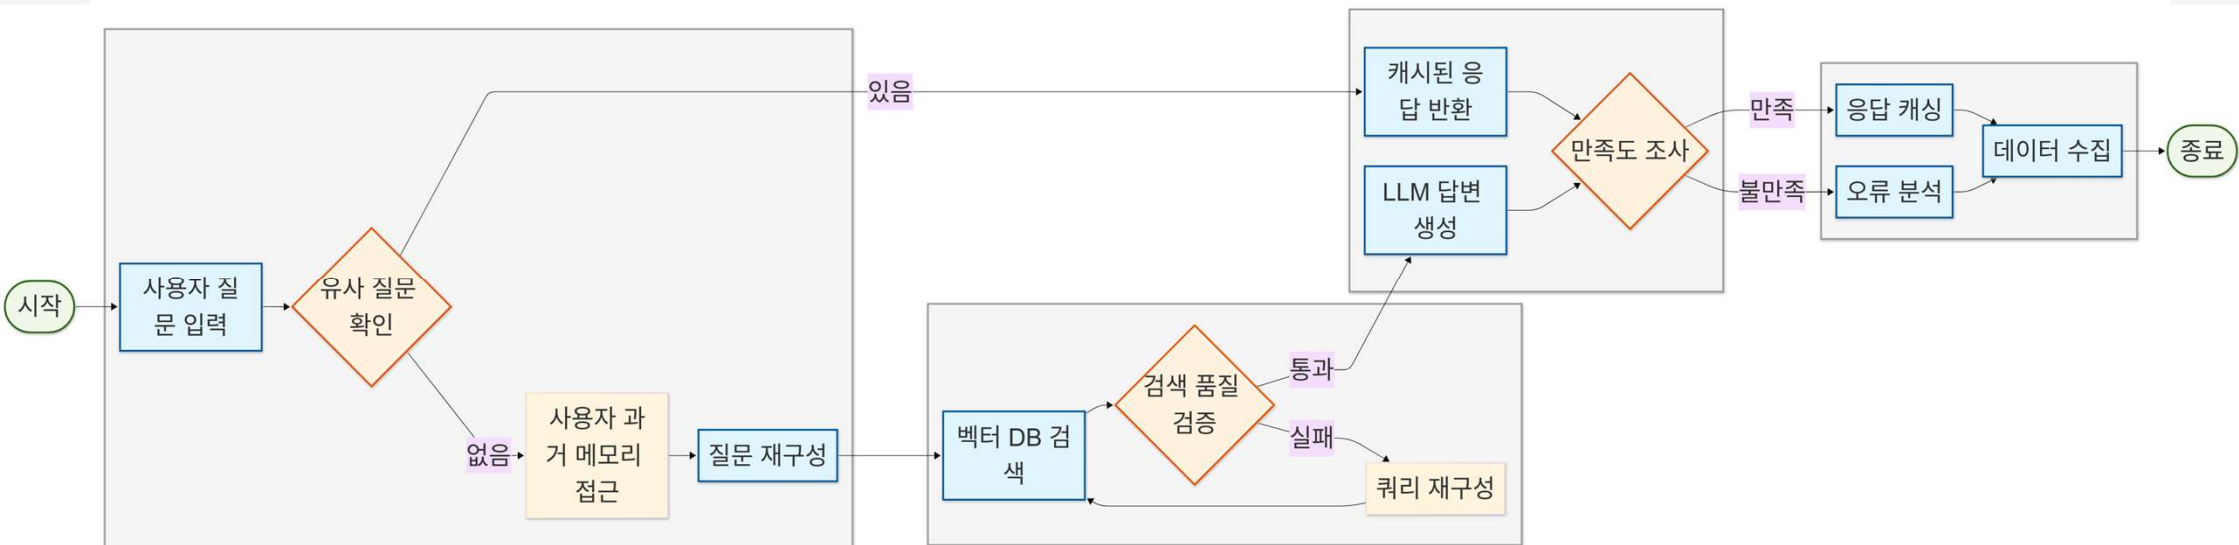 시작
사용자 질
문 입력
유사 질문
확인
있음
없음
사용자 과
거 메모리
접근
질문 재구성
벡터 DB 검
색
검색 품질
검증
통과
실패
쿼리 재구성
캐시된 응
답 반환
LLM 답변
생성
만족도 조사
만족
불만족
응답 캐싱
오류 분석
데이터 수집
종료